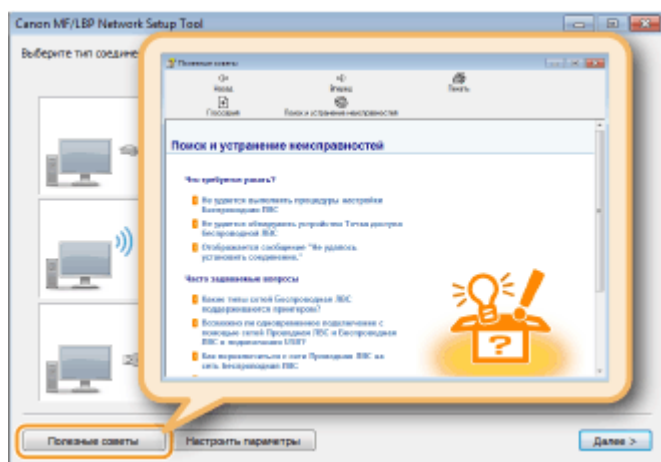 Canon MF/LBP Network Setup Tool
Выберите тип соедине
Полезные советы
Назад Вперед Печать
Глоссарий Поиск и устранение неисправностей
Поиск и устранение неисправностей
Что требуется узнать?
Не удается выполнить процедуры настройки
Беспроводная ЛВС
Не удается обнаружить устройство Точка доступа
беспроводной ЛВС
Отображается сообщение "Не удалось
установить соединение."
Часто задаваемые вопросы
Какие типы сетей Беспроводная ЛВС
поддерживаются принтером?
Возможно ли одновременное подключение с
помощью сетей Проводная ЛВС и Беспроводная
ЛВС и подключения USB?
Как переключиться с сети Проводная ЛВС на
сеть Беспроводная ЛВС?
?
Полезные советы Настроить параметры Далее >